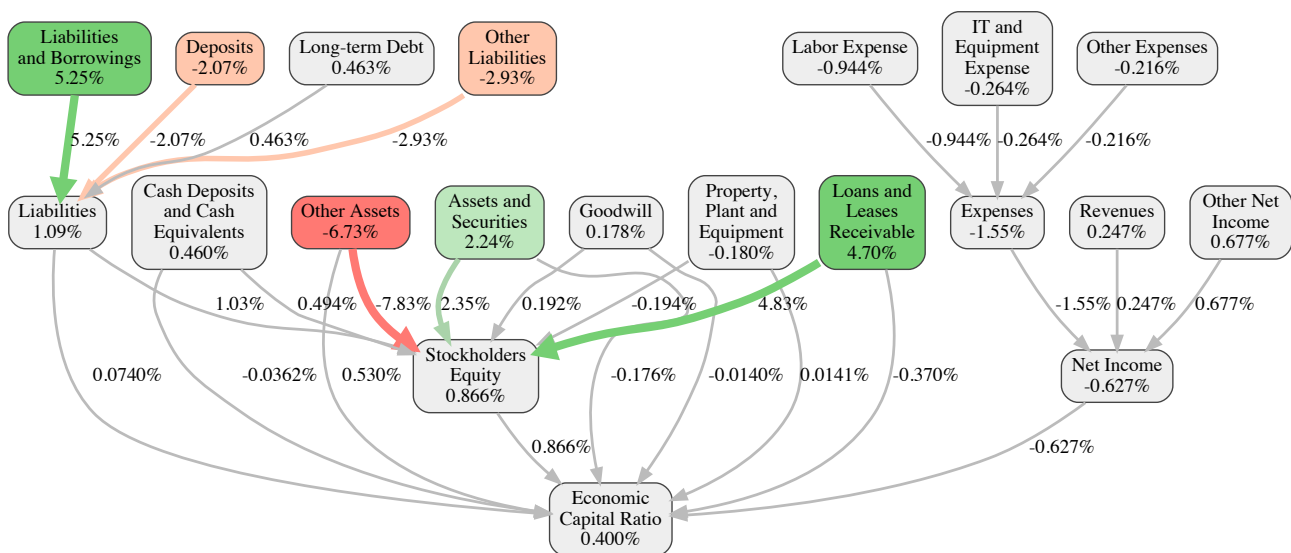 Liabilities
and Borrowings
5.25%
Deposits
-2.07%
Long-term Debt
0.463%
Other
Liabilities
-2.93%
Labor Expense
-0.944%
IT and
Equipment
Expense
-0.264%
Other Expenses
-0.216%
5.25%
-2.07%
0.463%
-2.93%
-0.944%
-0.264%
-0.216%
Liabilities
1.09%
Cash Deposits
and Cash
Equivalents
0.460%
Other Assets
-6.73%
Assets and
Securities
2.24%
Goodwill
0.178%
Property,
Plant and
Equipment
-0.180%
Loans and
Leases
Receivable
4.70%
Expenses
-1.55%
Revenues
0.247%
Other Net
Income
0.677%
1.03%
0.494%
-7.83%
2.35%
0.192%
-0.194%
4.83%
-1.55%
0.247%
0.677%
Stockholders
Equity
0.866%
Net Income
-0.627%
0.0740%
-0.0362%
0.530%
-0.176%
-0.0140%
0.0141%
-0.370%
0.866%
-0.627%
Economic
Capital Ratio
0.400%